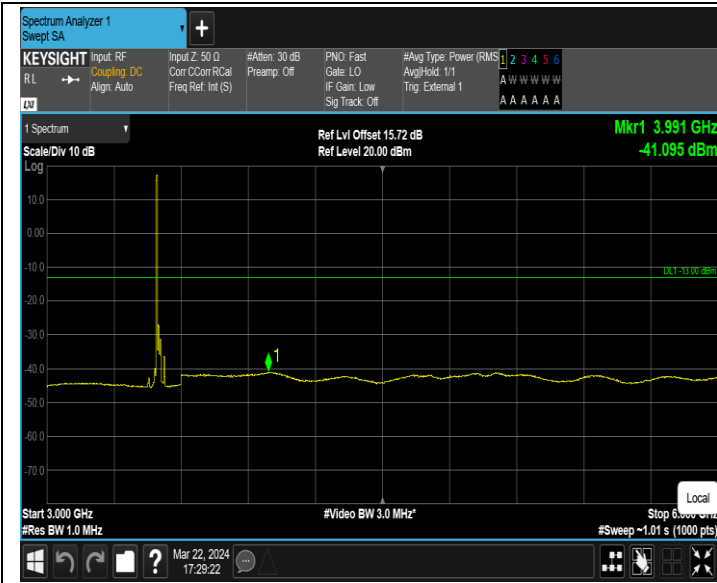 Spectrum Analyzer 1
Swept SA
+
KEYSIGHT Input: RF Input Z: 50 Ω #Atten: 30 dB PNO: Fast #Avg Type: Power (RMS 1 2 3 4 5 6
RL Coupling: DC Corr CCorr RCal Preamp: Off Gate: LO Avg|Hold: 1/1 A W W W W W
Align: Auto Freq Ref: Int (S) IF Gain: Low Trig: External 1
LXI Sig Track: Off A A A A A A
1 Spectrum Ref Lvl Offset 15.72 dB Mkr1 3.991 GHz
Scale/Div 10 dB Ref Level 20.00 dBm -41.095 dBm
Log
10.0
0.00
-10.0 DL1 -13.00 dBm
-20.0
-30.0
1
-40.0
-50.0
-60.0
-70.0
Local
Start 3.000 GHz #Video BW 3.0 MHz* Stop
#Res BW 1.0 MHz #Sweep ~1.01 s (1000 pts)
? Mar 22, 2024
17:29:22